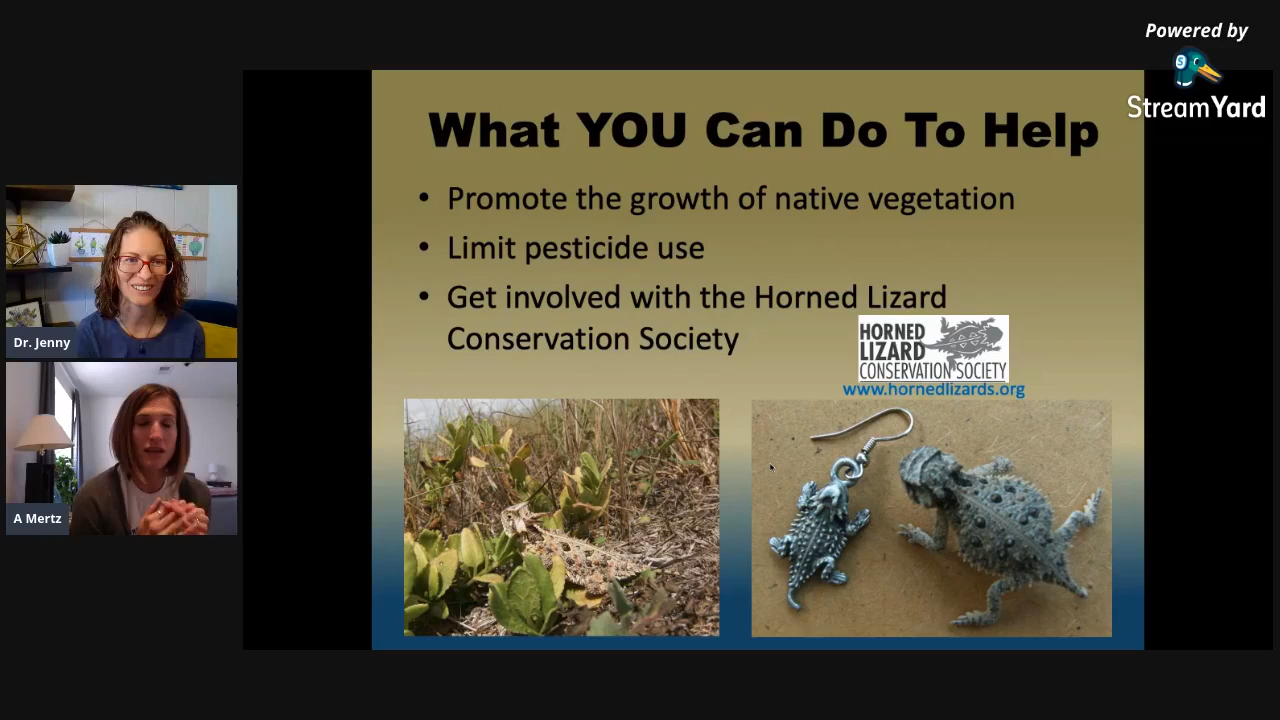 Powered by
S
StreamYard
What YOU Can Do To Help
• Promote the growth of native vegetation
• Limit pesticide use
• Get involved with the Horned Lizard
Conservation Society
HORNED
LIZARD
CONSERVATION SOCIETY
www.hornedlizards.org
Dr. Jenny
A Mertz